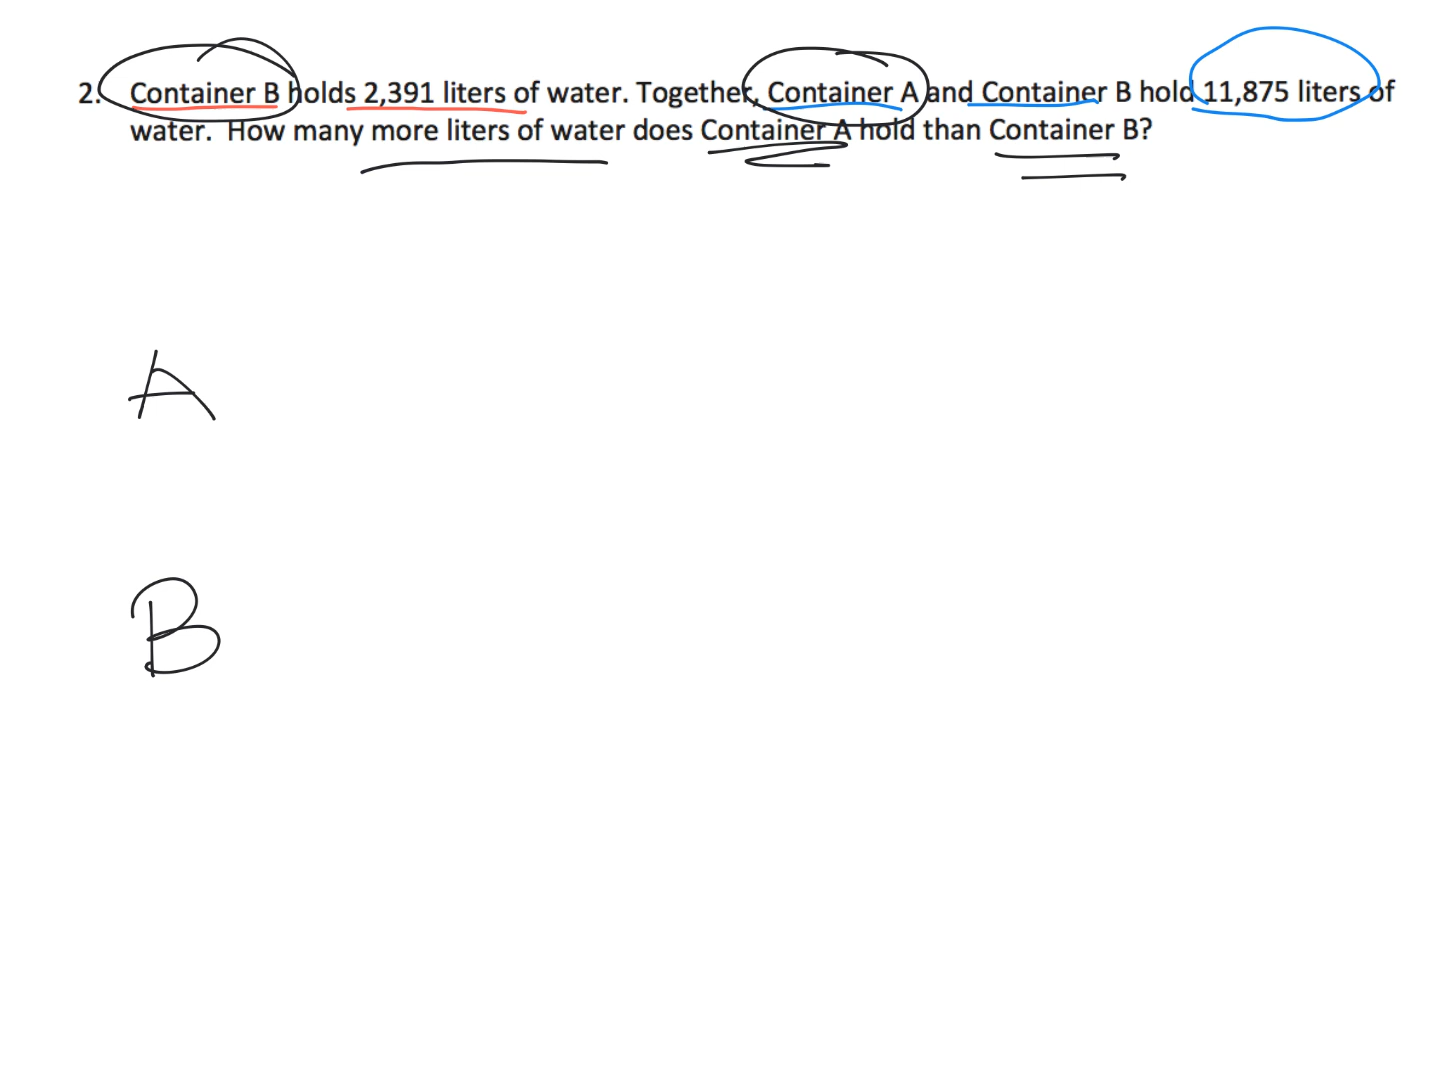 2. Container B holds 2,391 liters of water. Together, Container A and Container B hold 11,875 liters of
water. How many more liters of water does Container A hold than Container B?
A
B